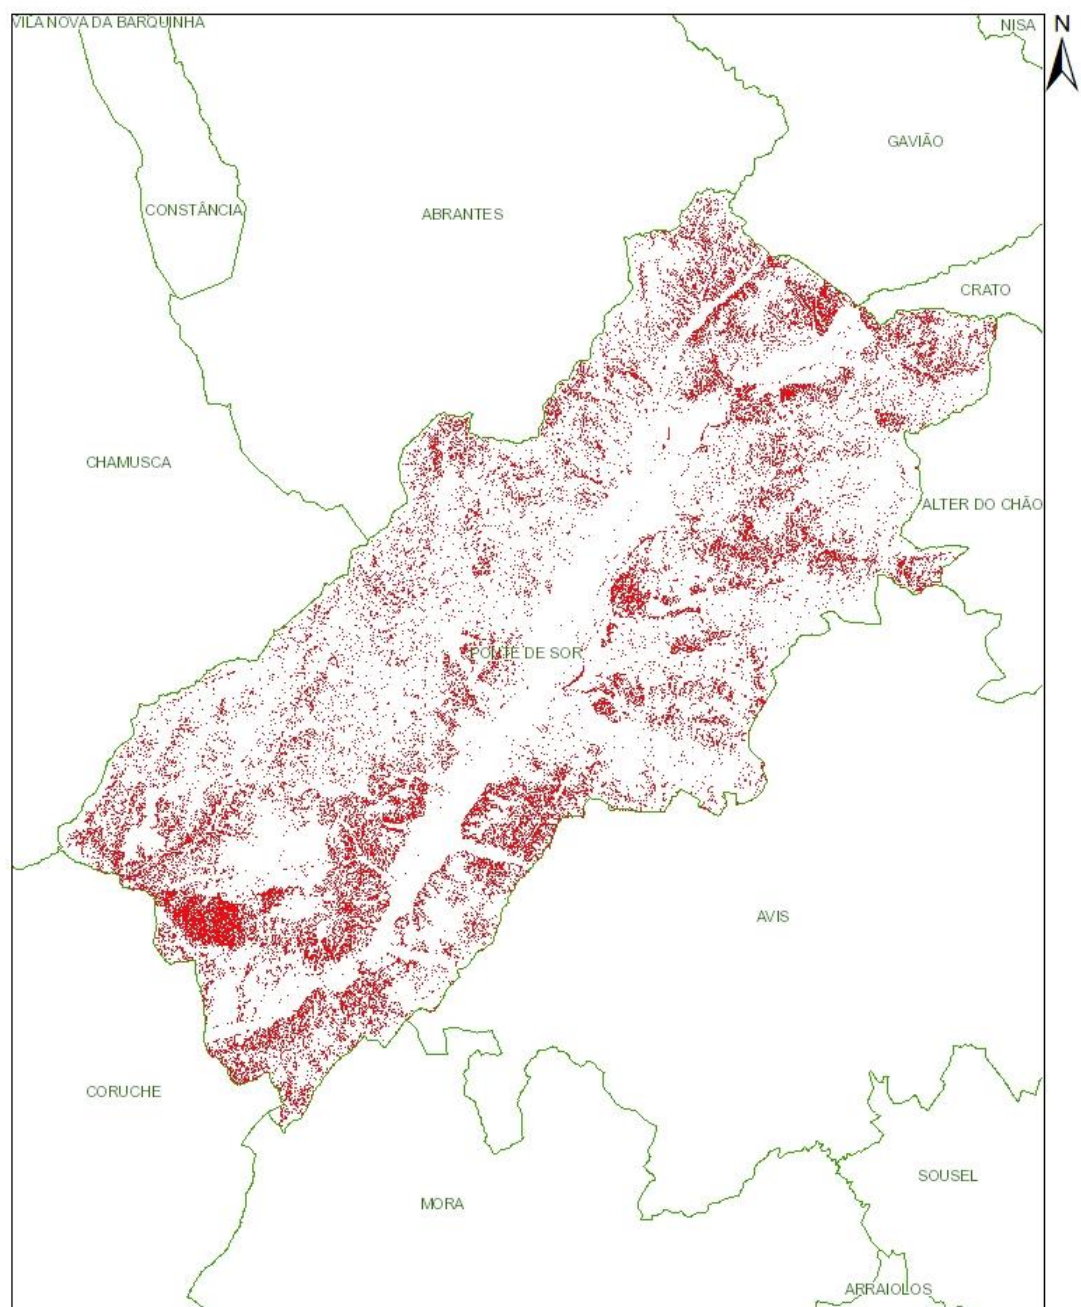 VILA NOVA DA BARQUINHA
NISA
N
GAVIÃO
CONSTÂNCIA
ABRANTES
CRATO
CHAMUSCA
ALTER DO CHÃO
PONTE DE SOR
AVIS
CORUCHE
SOUSEL
MORA
ARRAIOLOS